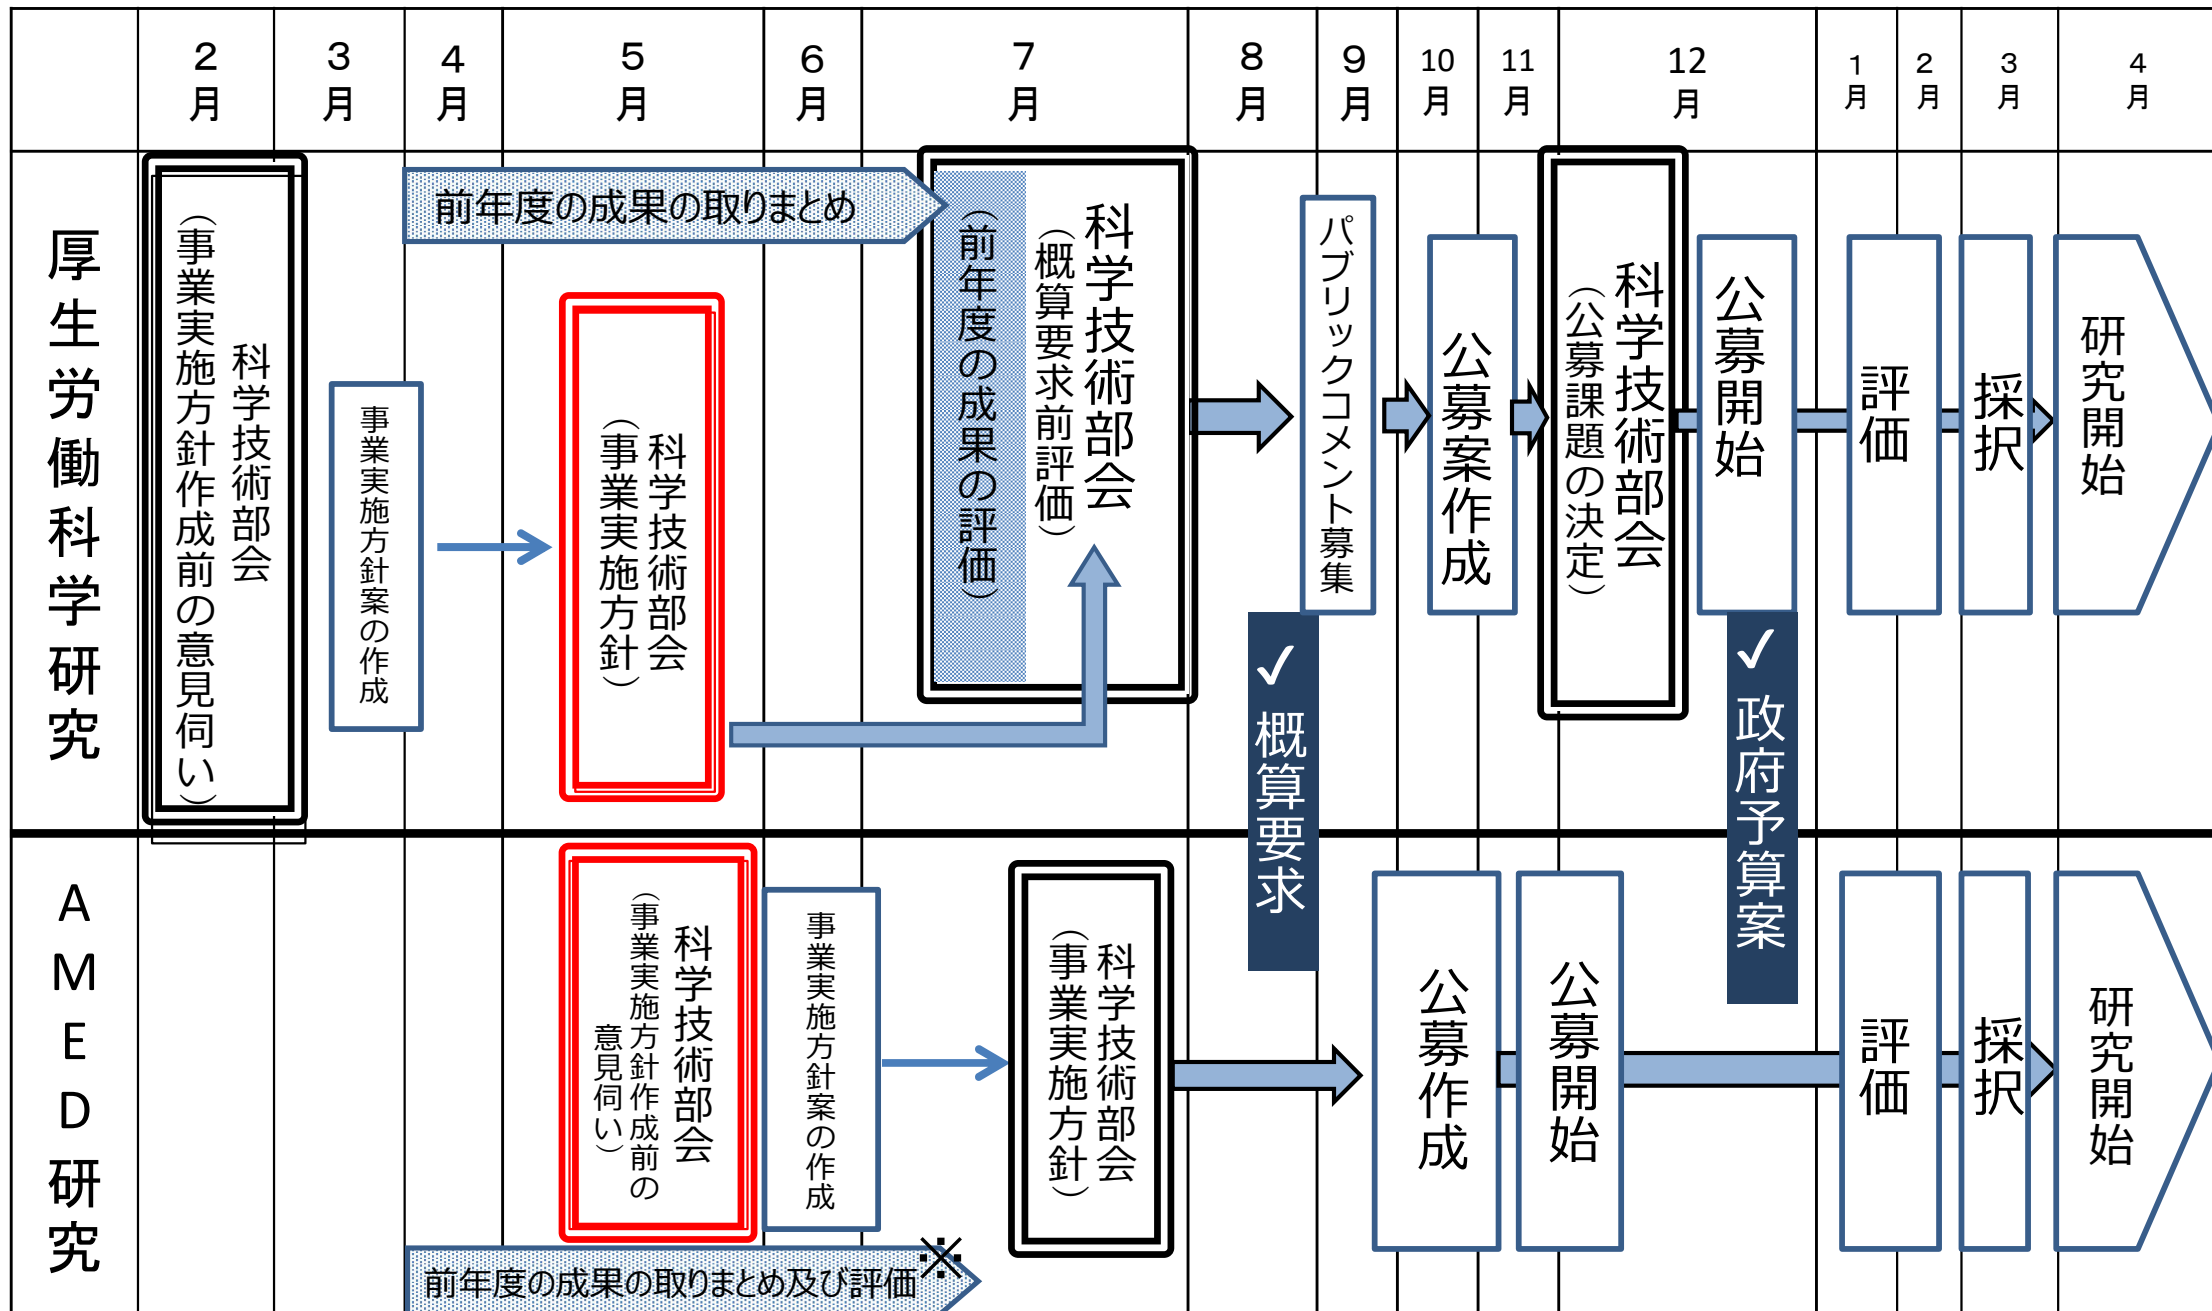 2月
3月
4月
5月
6月
7月
8月
9月
10月
11月
12月
1月
2月
3月
4月
厚生労働科学研究
科学技術部会
（事業実施方針作成前の意見伺い）
事業実施方針案の作成
前年度の成果の取りまとめ
科学技術部会
（事業実施方針）
科学技術部会
（概算要求前評価）
（前年度の成果の評価）
パブリックコメント募集
公募案作成
科学技術部会
（公募課題の決定）
公募開始
評価
採択
研究開始
✓概算要求
✓政府予算案
AMED研究
科学技術部会
（事業実施方針作成前の
意見伺い）
事業実施方針案の作成
科学技術部会
（事業実施方針）
公募作成
公募開始
評価
採択
研究開始
前年度の成果の取りまとめ及び評価※